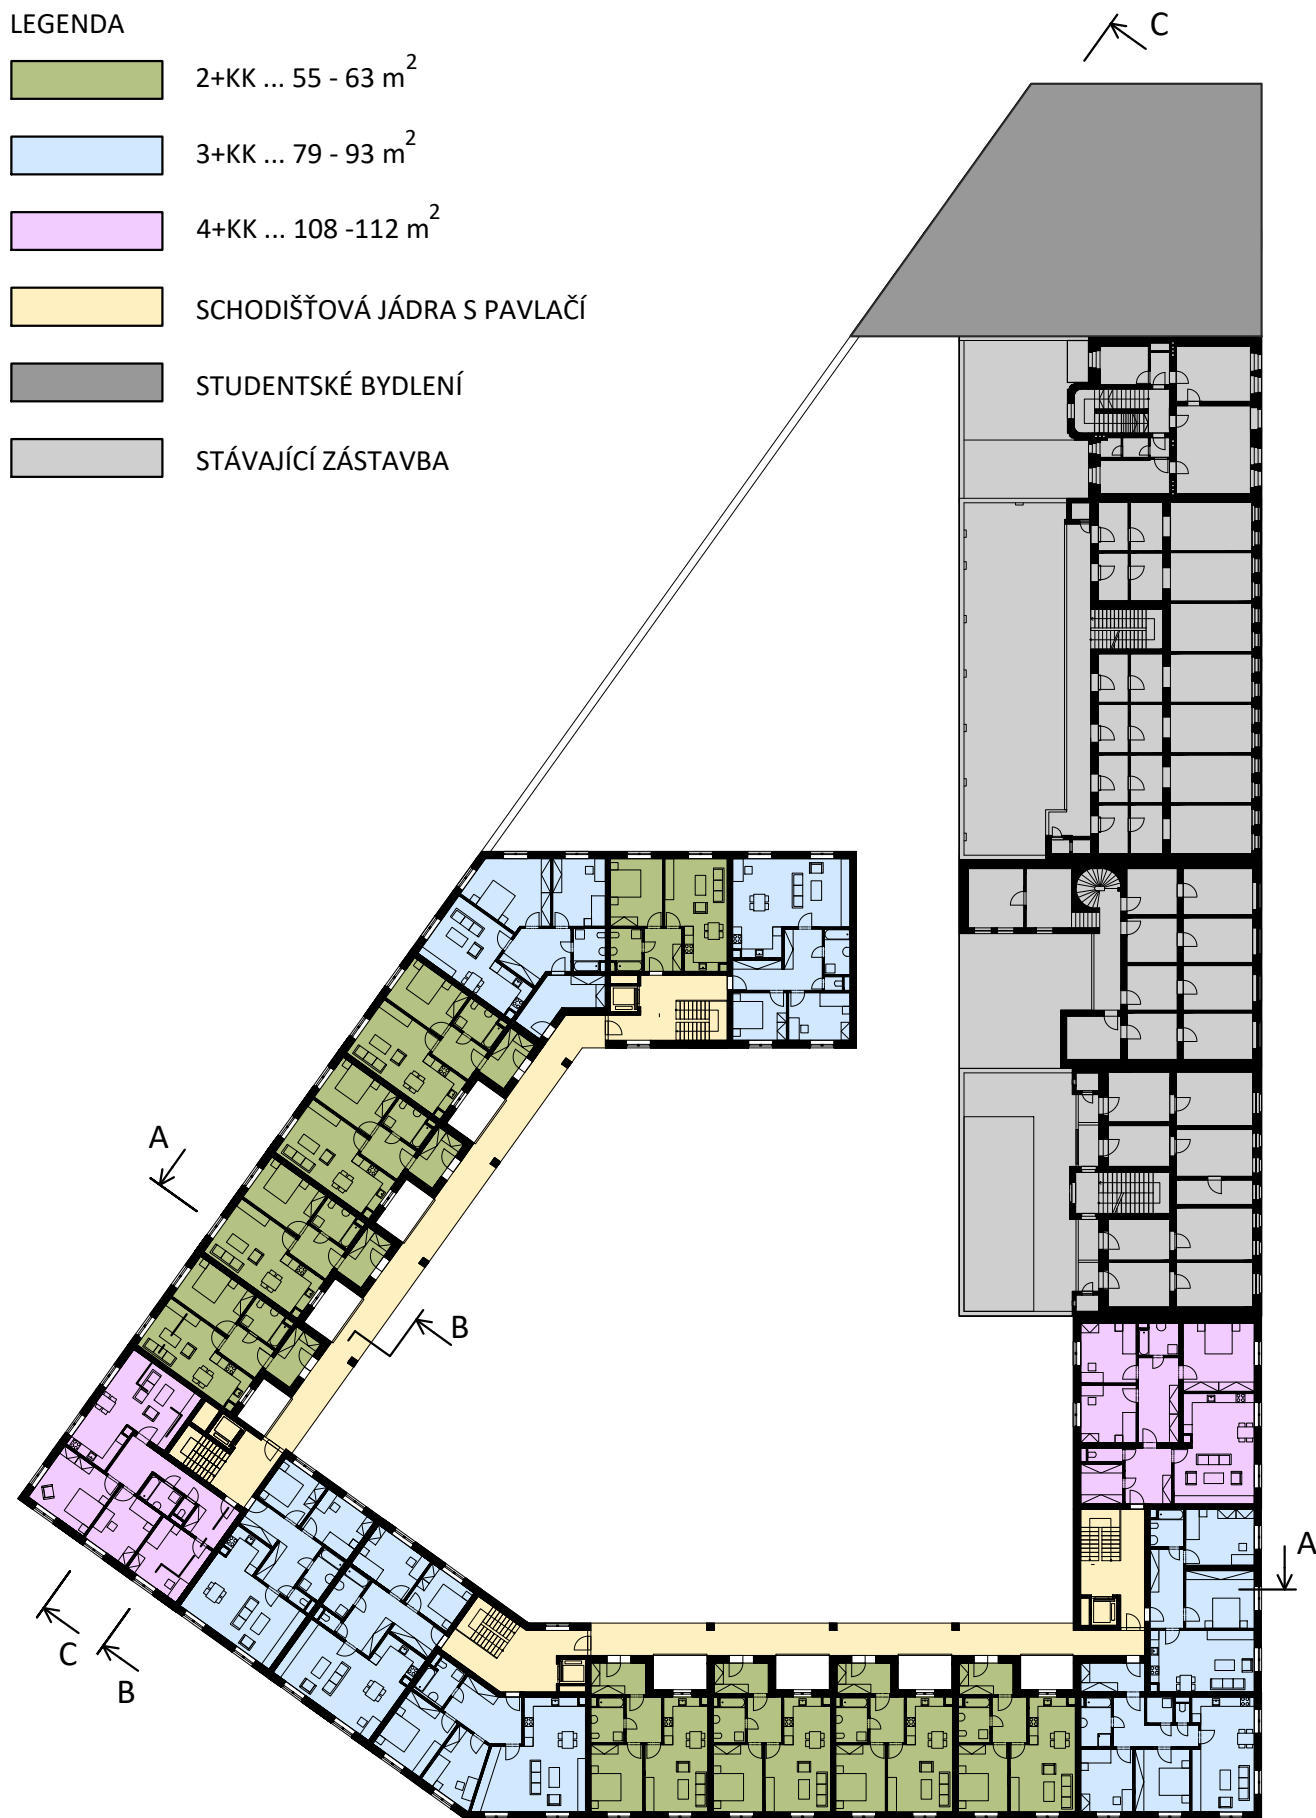 LEGENDA
2+KK ... 55 - 63 m²
3+KK ... 79 - 93 m²
4+KK ... 108 -112 m²
SCHODIŠŤOVÁ JÁDRA S PAVLAČÍ
STUDENTSKÉ BYDLENÍ
STÁVAJÍCÍ ZÁSTAVBA
C
A
B
A
C
B